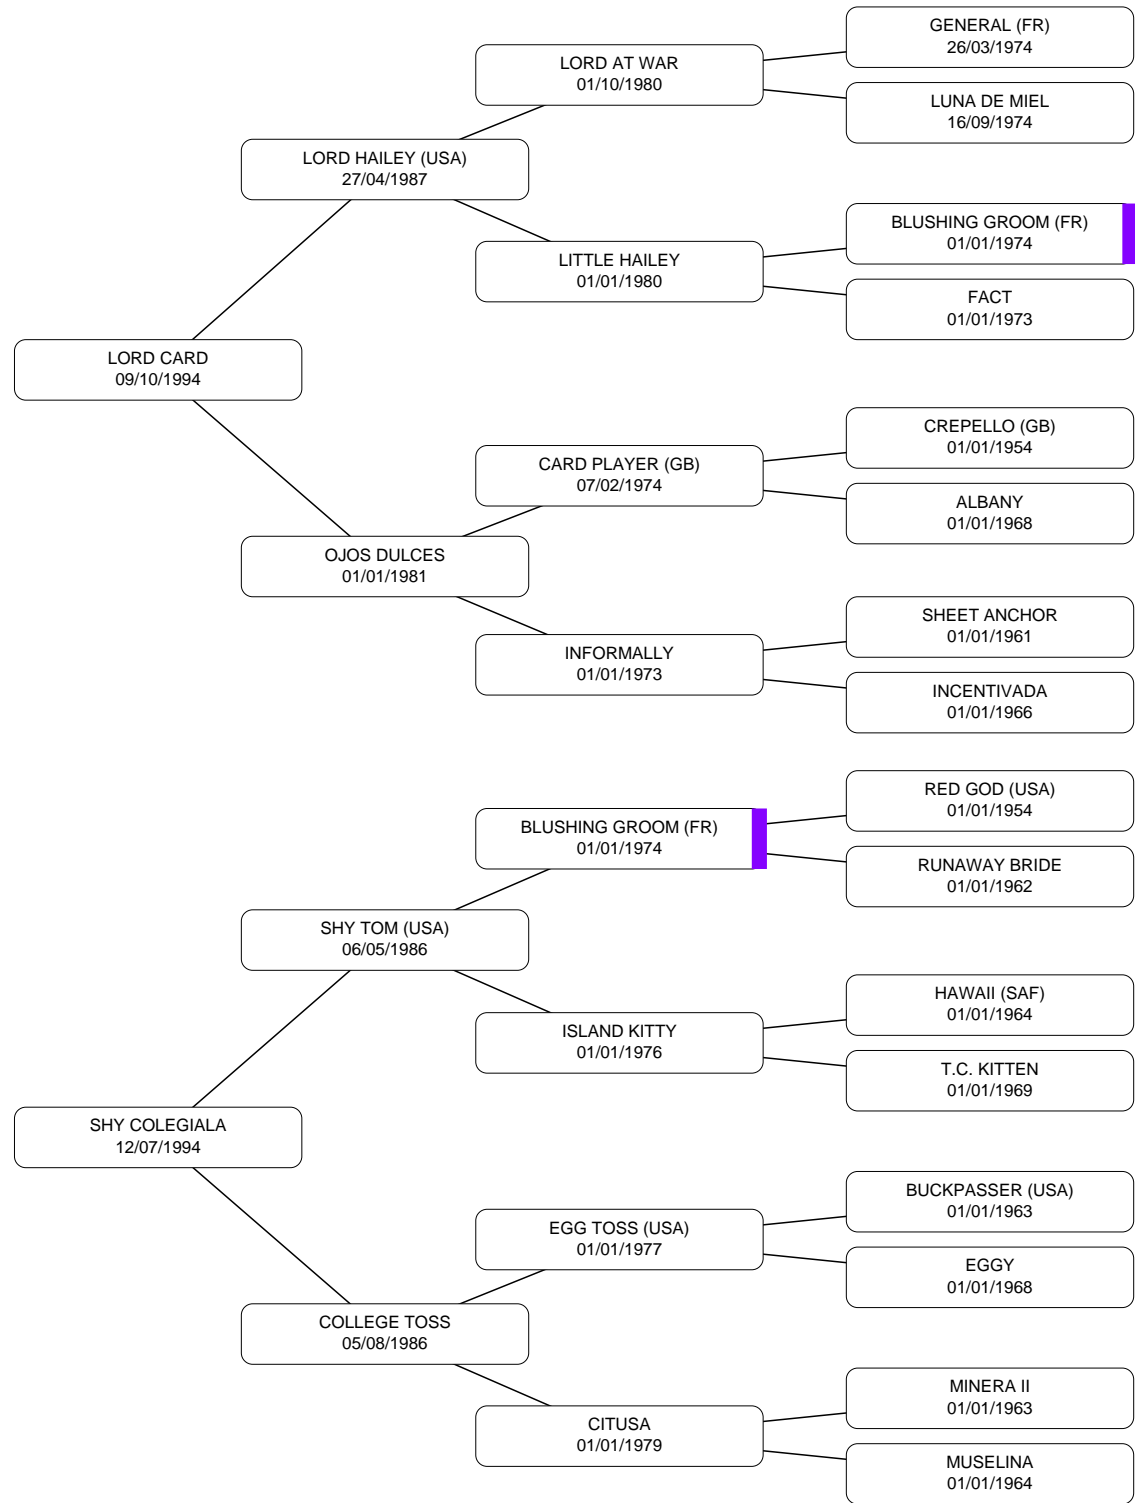 GENERAL (FR)
26/03/1974
LORD AT WAR
01/10/1980
LUNA DE MIEL
16/09/1974
LORD HAILEY (USA)
27/04/1987
BLUSHING GROOM (FR)
01/01/1974
LITTLE HAILEY
01/01/1980
FACT
01/01/1973
LORD CARD
09/10/1994
CREPELLO (GB)
01/01/1954
CARD PLAYER (GB)
07/02/1974
ALBANY
01/01/1968
OJOS DULCES
01/01/1981
SHEET ANCHOR
01/01/1961
INFORMALLY
01/01/1973
INCENTIVADA
01/01/1966
RED GOD (USA)
01/01/1954
BLUSHING GROOM (FR)
01/01/1974
RUNAWAY BRIDE
01/01/1962
SHY TOM (USA)
06/05/1986
HAWAII (SAF)
01/01/1964
ISLAND KITTY
01/01/1976
T.C. KITTEN
01/01/1969
SHY COLEGIALA
12/07/1994
BUCKPASSER (USA)
01/01/1963
EGG TOSS (USA)
01/01/1977
EGGY
01/01/1968
COLLEGE TOSS
05/08/1986
MINERA II
01/01/1963
CITUSA
01/01/1979
MUSELINA
01/01/1964